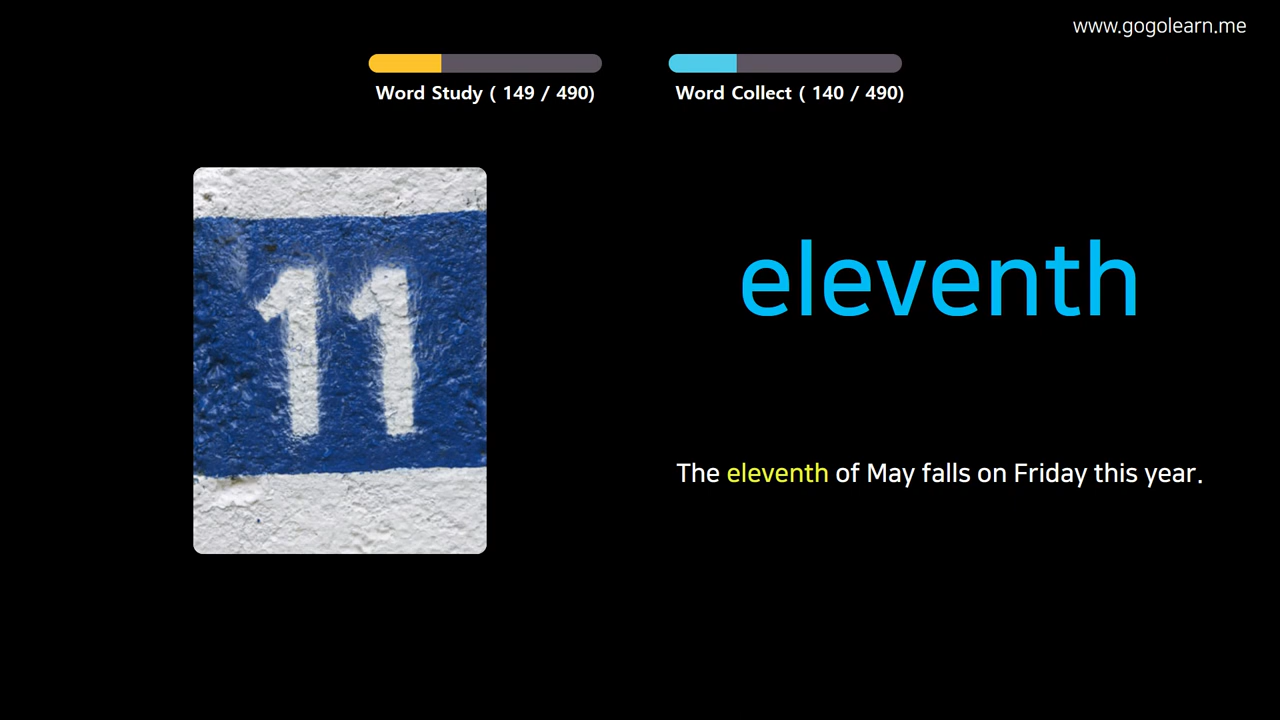 www.gogolearn.me
Word Study ( 149 / 490)
Word Collect ( 140 / 490)
11
eleventh
The eleventh of May falls on Friday this year.